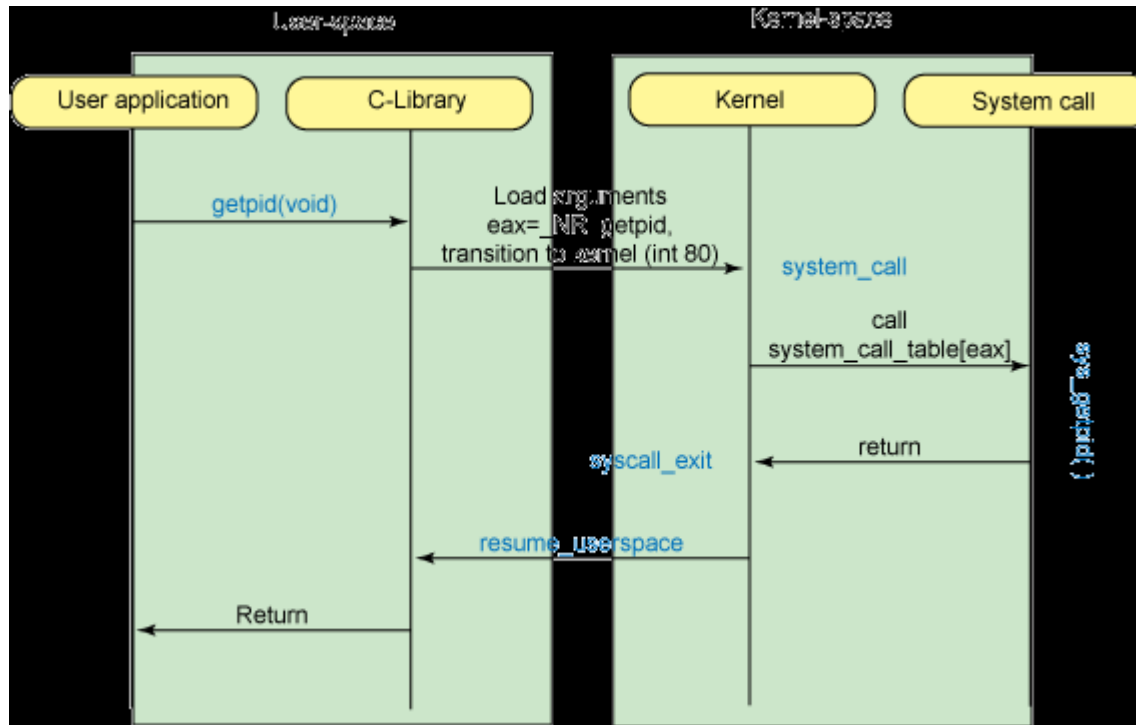 User-space
Kernel-space
User application
C-Library
Kernel
System call
getpid(void)
Load arguments
eax=_NR_getpid,
transition to kernel (int 80)
system_call
call
system_call_table[eax]
sys_getpid( )
return
syscall_exit
resume_userspace
Return